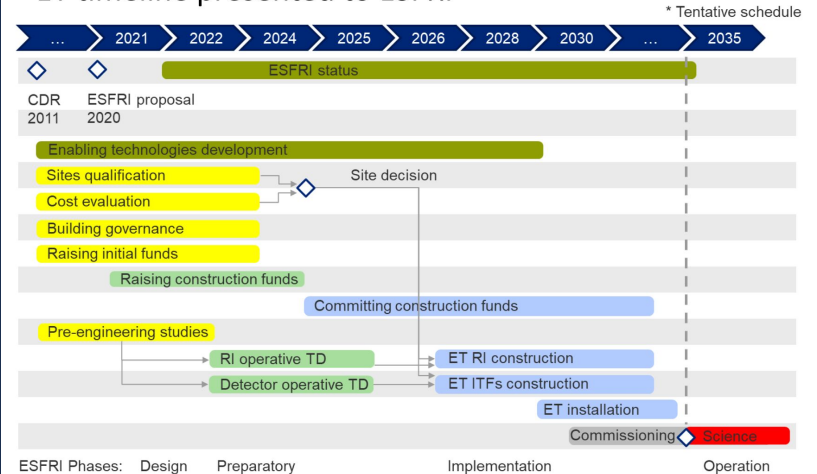 * Tentative schedule
... 2021 2022 2024 2025 2026 2028 2030 ... 2035
ESFRI status
CDR ESFRI proposal
2011 2020
Enabling technologies development
Sites qualification Site decision
Cost evaluation
Building governance
Raising initial funds
Raising construction funds
Committing construction funds
Pre-engineering studies
RI operative TD ET RI construction
Detector operative TD ET ITFs construction
ET installation
Commissioning Science
ESFRI Phases: Design Preparatory Implementation Operation